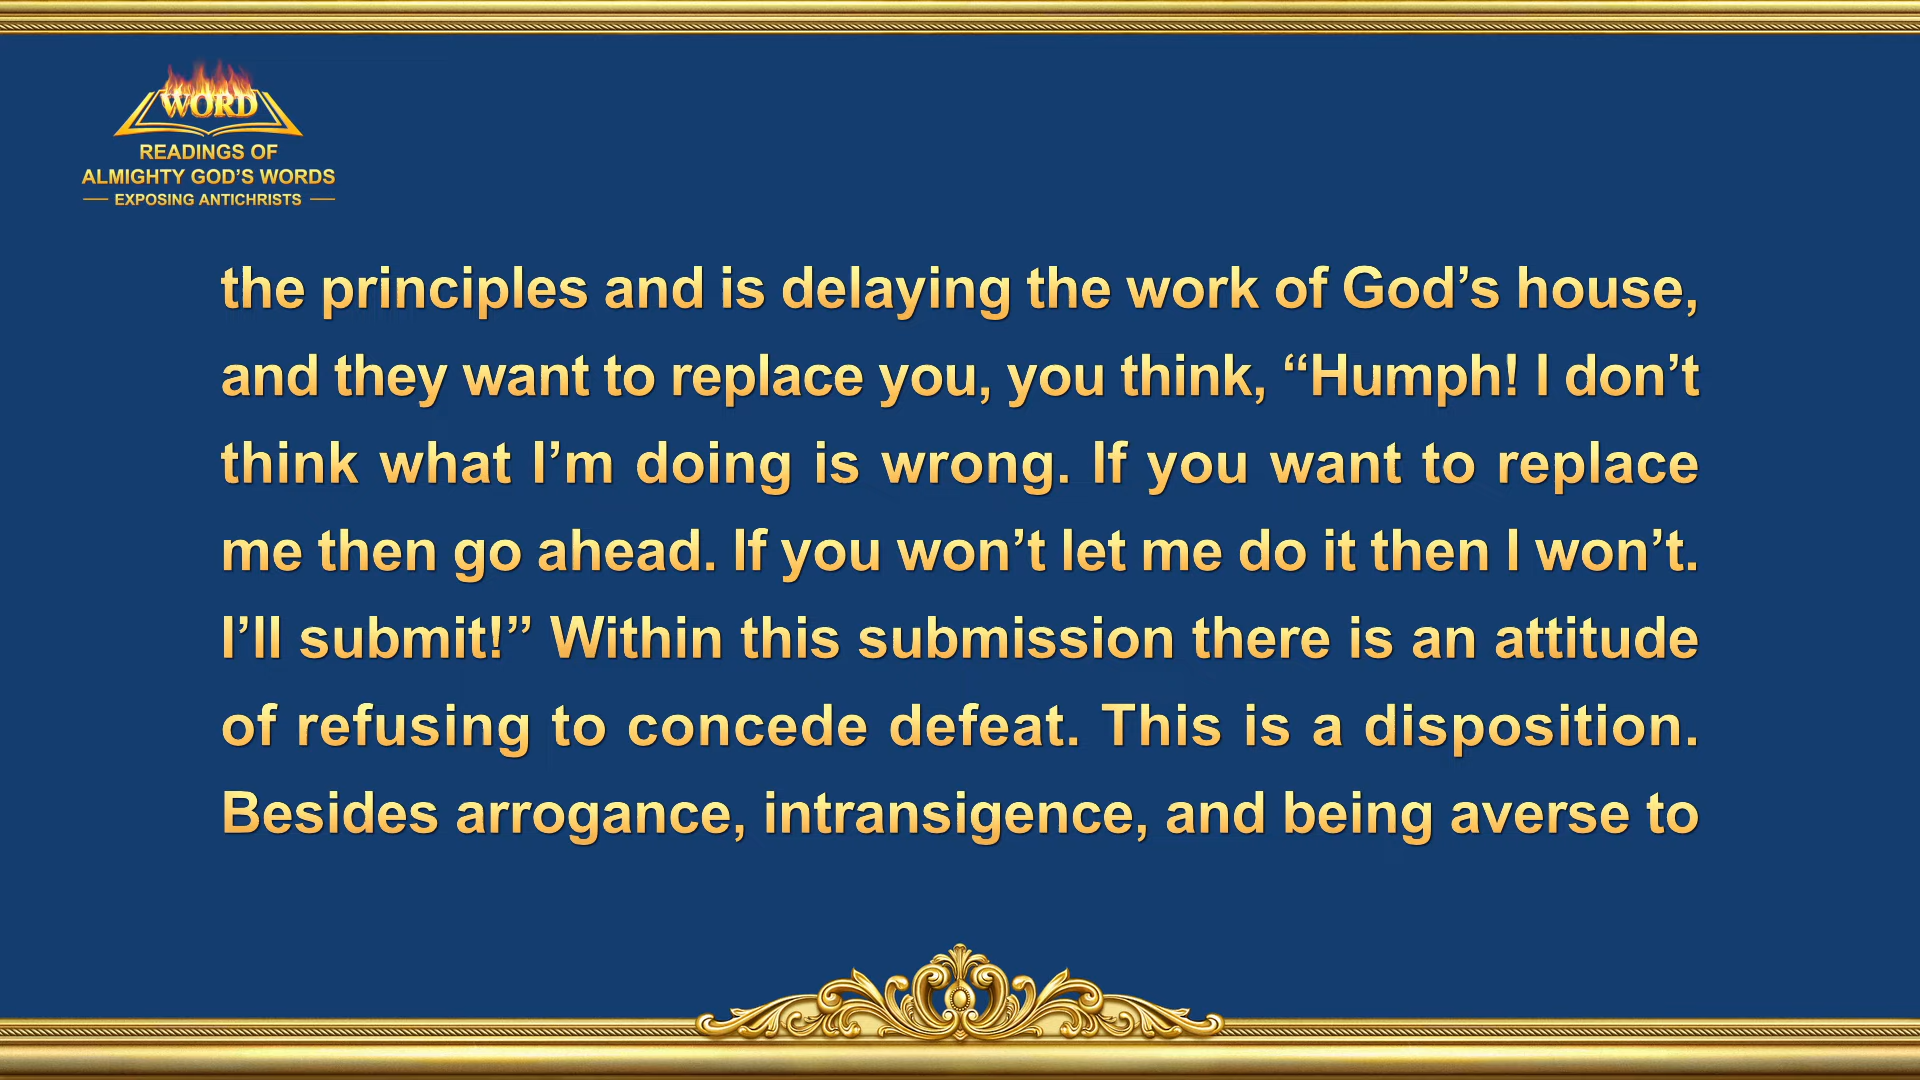 WORD
READINGS OF
ALMIGHTY GOD’S WORDS
EXPOSING ANTICHRISTS
the principles and is delaying the work of God’s house,
and they want to replace you, you think, “Humph! I don’t
think what I’m doing is wrong. If you want to replace
me then go ahead. If you won’t let me do it then I won’t.
I’ll submit!” Within this submission there is an attitude
of refusing to concede defeat. This is a disposition.
Besides arrogance, intransigence, and being averse to